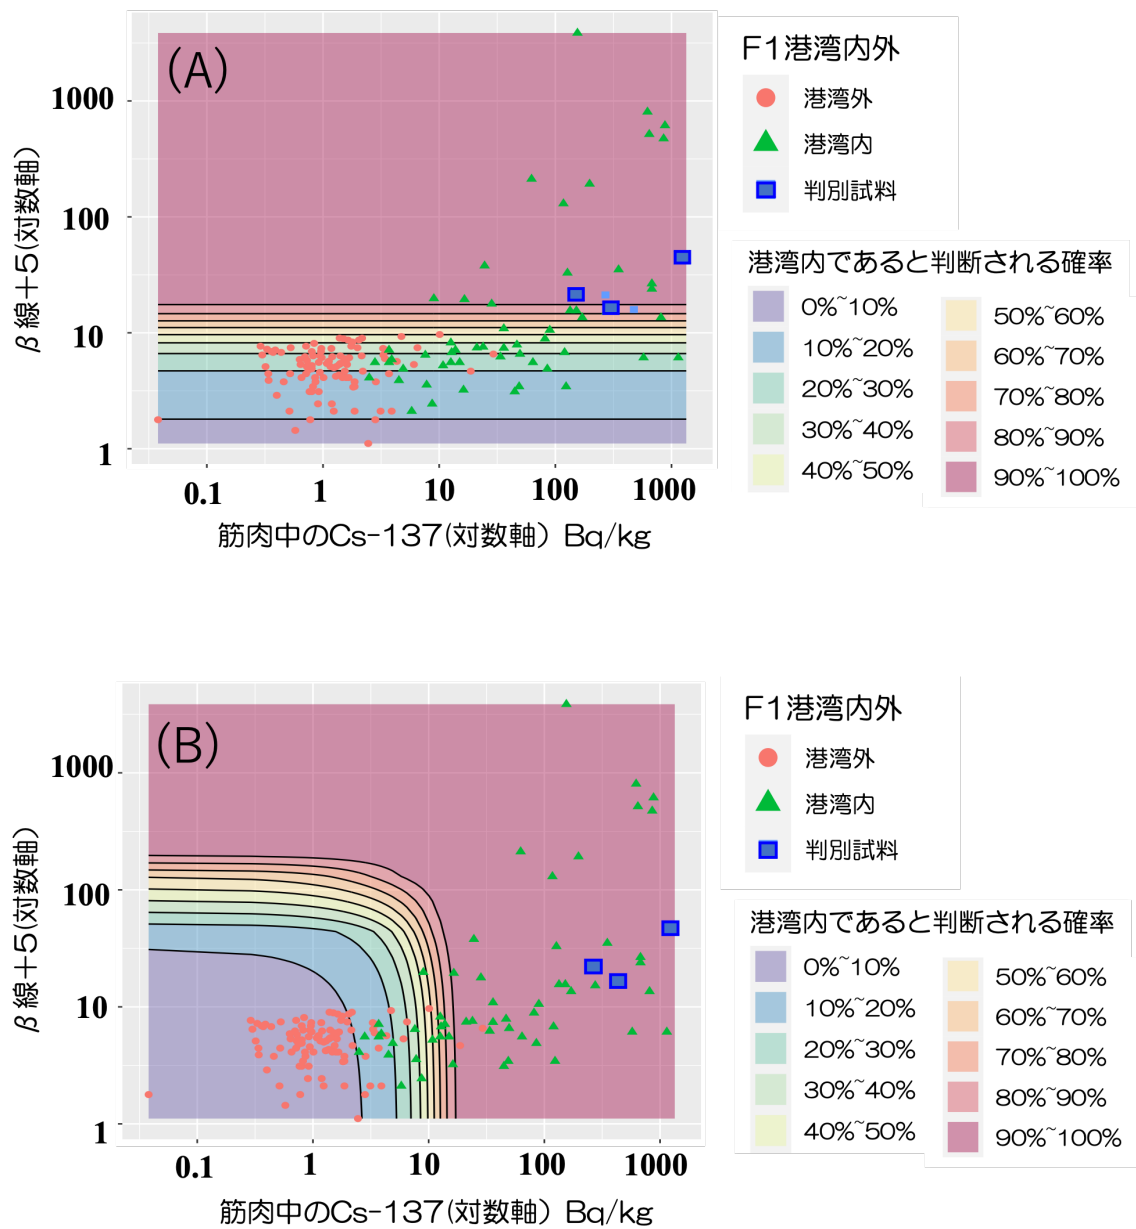 (A)
β線+5(対数軸)
1000
100
10
1
0.1
1
10
100
1000
筋肉中のCs-137(対数軸) Bq/kg
F1港湾内外
港湾外
港湾内
判別試料
港湾内であると判断される確率
0%~10%
10%~20%
20%~30%
30%~40%
40%~50%
50%~60%
60%~70%
70%~80%
80%~90%
90%~100%
(B)
β線+5(対数軸)
1000
100
10
1
0.1
1
10
100
1000
筋肉中のCs-137(対数軸) Bq/kg
F1港湾内外
港湾外
港湾内
判別試料
港湾内であると判断される確率
0%~10%
10%~20%
20%~30%
30%~40%
40%~50%
50%~60%
60%~70%
70%~80%
80%~90%
90%~100%